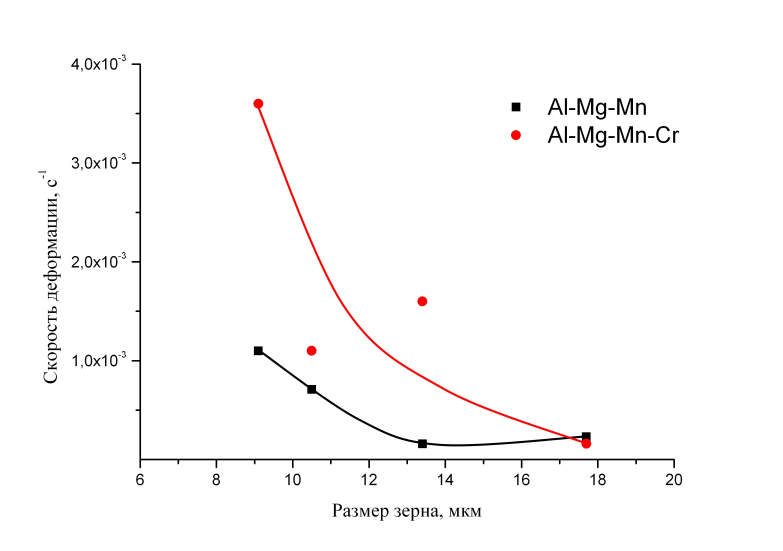 4,0x10-3
3,0x10-3
2,0x10-3
1,0x10-3
Скорость деформации, с-1
Al-Mg-Mn
Al-Mg-Mn-Cr
6 8 10 12 14 16 18 20
Размер зерна, мкм